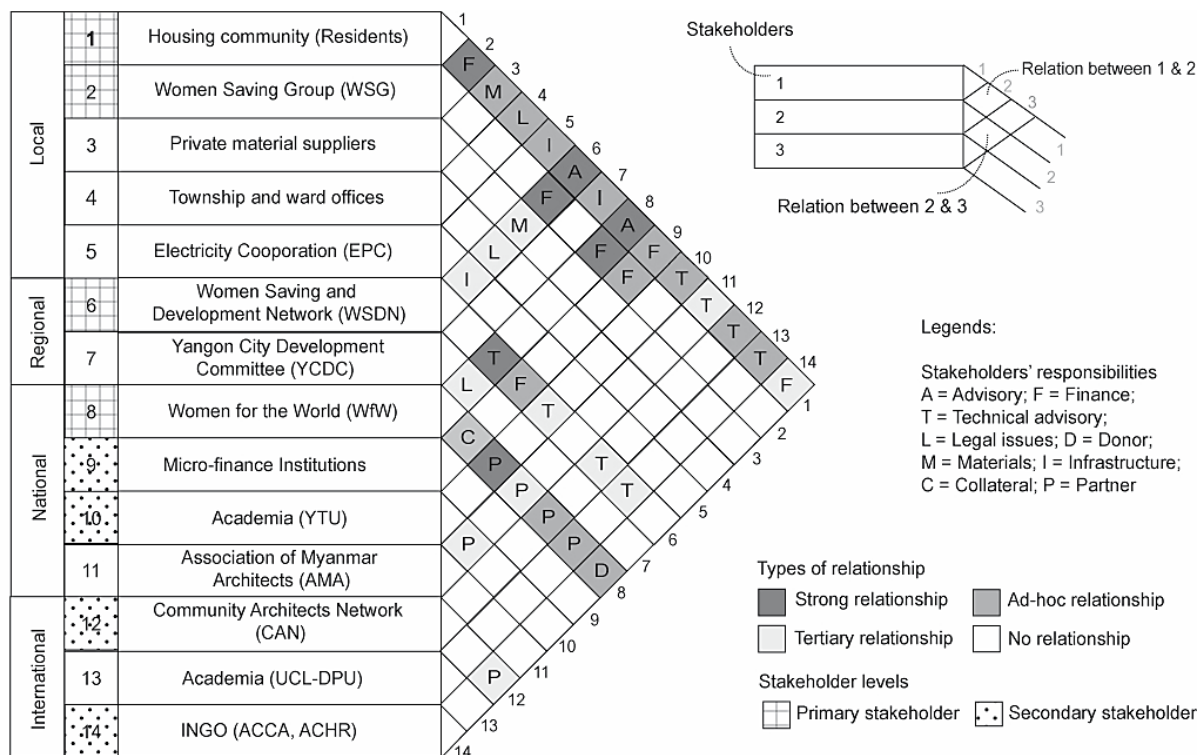 Local
Regional
National
International
1 Housing community (Residents)
2 Women Saving Group (WSG)
3 Private material suppliers
4 Township and ward offices
5 Electricity Cooporation (EPC)
6 Women Saving and
Development Network (WSDN)
7 Yangon City Development
Committee (YCDC)
8 Women for the World (WfW)
9 Micro-finance Institutions
10 Academia (YTU)
11 Association of Myanmar
Architects (AMA)
12 Community Architects Network
(CAN)
13 Academia (UCL-DPU)
14 INGO (ACCA, ACHR)
1 2 3 4 5 6 7 8 9 10 11 12 13 14
F M L I A I A F T T T T F
F F F
M
L
I
T F T T T
L
C P P P P D
P
P
1 2 3 4 5 6 7 8 9 10 11 12 13 14
Stakeholders
1
2
3
1 2 3
1 2 3
Relation between 1 & 2
Relation between 2 & 3
Legends:
Stakeholders' responsibilities
A = Advisory; F = Finance;
T = Technical advisory;
L = Legal issues; D = Donor;
M = Materials; I = Infrastructure;
C = Collateral; P = Partner
Types of relationship
Strong relationship
Ad-hoc relationship
Tertiary relationship
No relationship
Stakeholder levels
Primary stakeholder
Secondary stakeholder